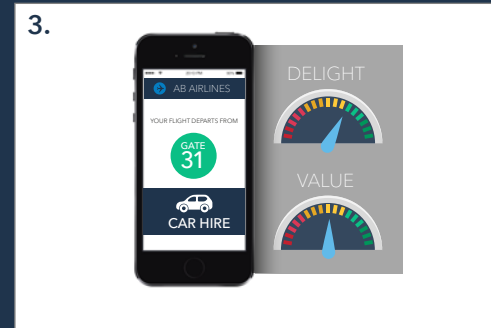 3.
AB AIRLINES
YOUR FLIGHT DEPARTS FROM
GATE
31
CAR HIRE
DELIGHT
VALUE